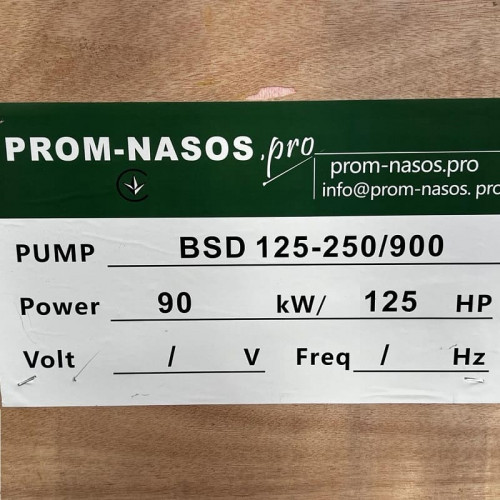 PROM-NASOS.pro
prom-nasos.pro
info@prom-nasos. pro
PUMP BSD 125-250/900
Power 90 kW/ 125 HP
Volt / V Freq / Hz